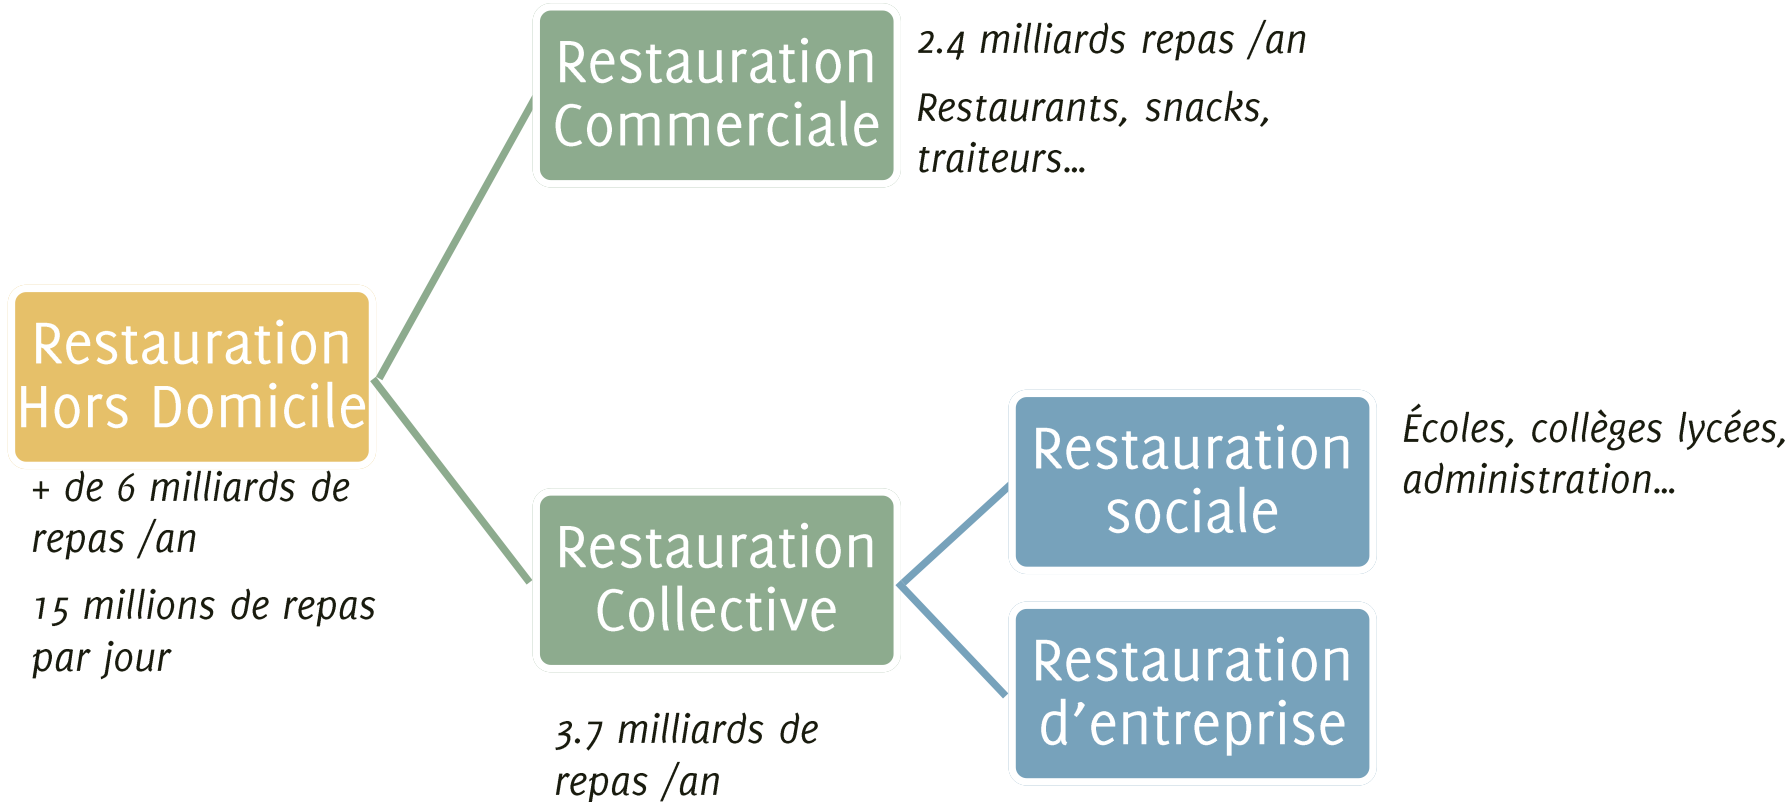 Restauration
Commerciale
2.4 milliards repas /an
Restaurants, snacks,
traiteurs...
Restauration
Hors Domicile
+ de 6 milliards de
repas /an
15 millions de repas
par jour
Restauration
Collective
3.7 milliards de
repas /an
Restauration
sociale
Écoles, collèges lycées,
administration...
Restauration
d'entreprise